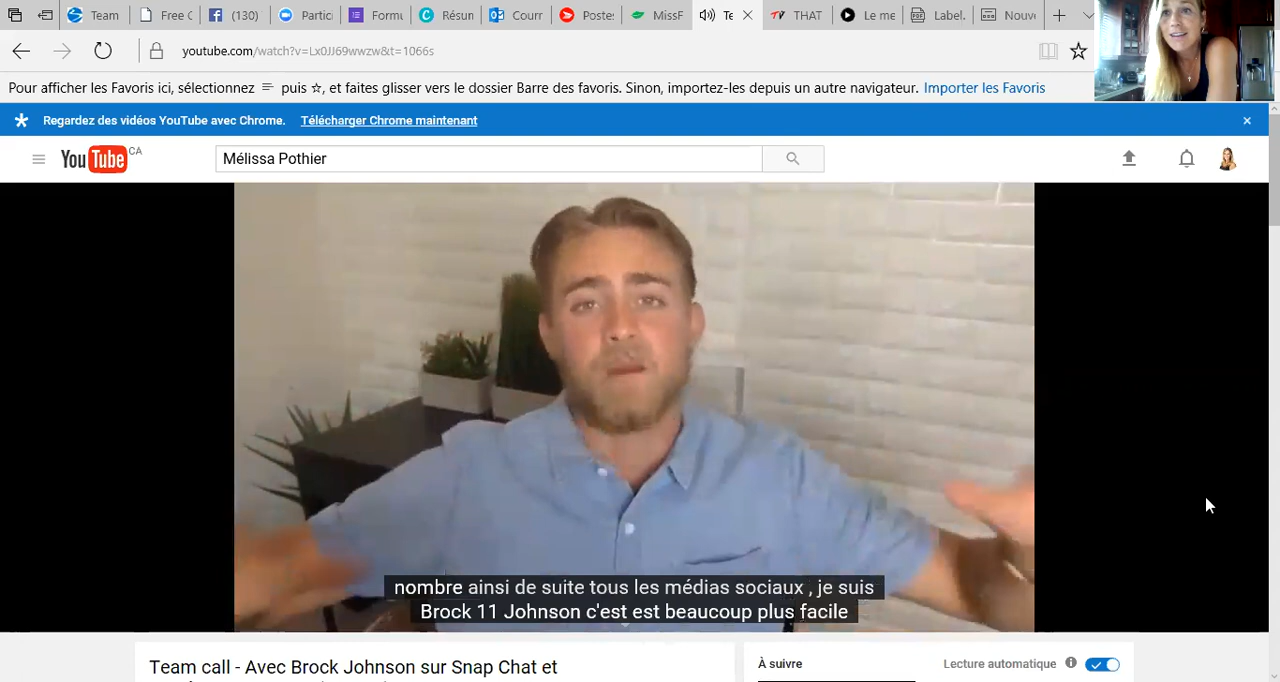 Team
Free C
(130)
Partic
Formu
Résun
Courr
Postes
MissF
Te
THAT
Le me
Label.
Nouv
youtube.com/watch?v=Lx0JJ69wwzw&t=1066s
Pour afficher les Favoris ici, sélectionnez puis ☆, et faites glisser vers le dossier Barre des favoris. Sinon, importez-les depuis un autre navigateur. Importer les Favoris
Regardez des vidéos YouTube avec Chrome. Télécharger Chrome maintenant
YouTube CA
Mélissa Pothier
nombre ainsi de suite tous les médias sociaux , je suis
Brock 11 Johnson c'est est beaucoup plus facile
Team call - Avec Brock Johnson sur Snap Chat et
À suivre
Lecture automatique